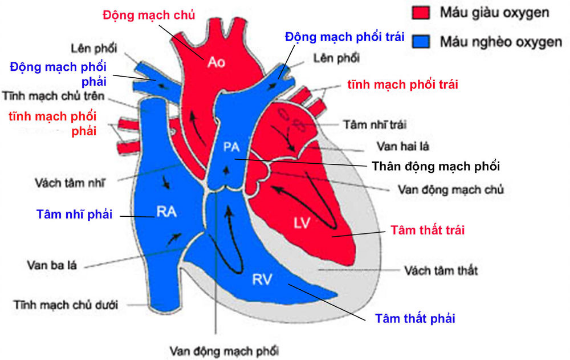 Động mạch chủ
Máu giàu oxygen
Máu nghèo oxygen
Động mạch phổi trái
Lên phổi
Lên phổi
Ao
Động mạch phổi
phải
tĩnh mạch phổi trái
Tĩnh mạch chủ trên
tĩnh mạch phổi
phải
Tâm nhĩ trái
Van hai lá
PA
Thân động mạch phổi
Vách tâm nhĩ
Van động mạch chủ
Tâm nhĩ phải
RA
LV
Tâm thất trái
Van ba lá
Vách tâm thất
RV
Tĩnh mạch chủ dưới
Tâm thất phải
Van động mạch phổi